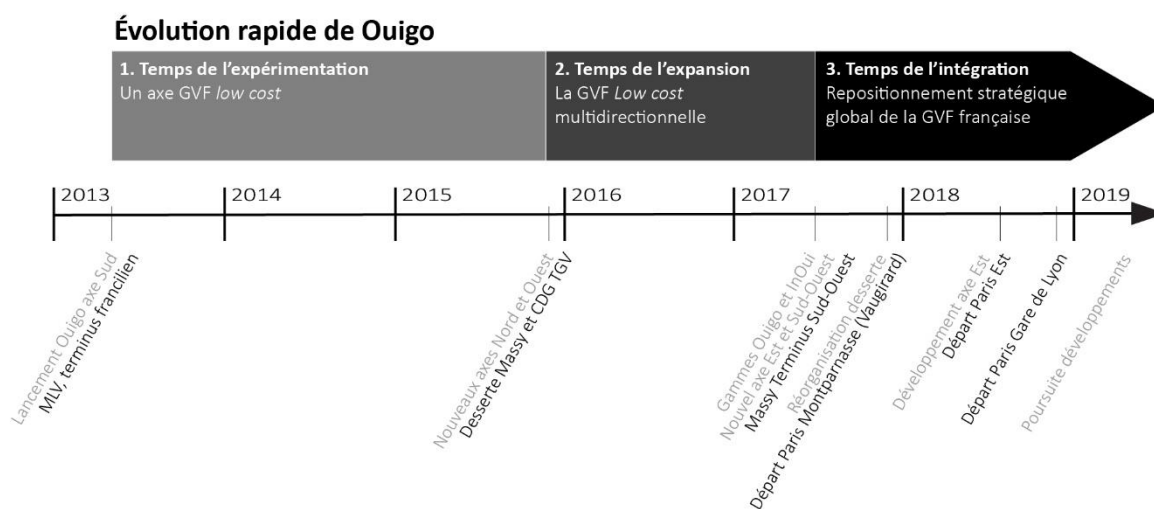 Évolution rapide de Ouigo
1. Temps de l'expérimentation
Un axe GVF low cost
2. Temps de l'expansion
La GVF Low cost
multidirectionnelle
3. Temps de l'intégration
Repositionnement stratégique
global de la GVF française
2013
2014
2015
2016
2017
2018
2019
Lancement Ouigo axe Sud
MLV, terminus francilien
Nouveaux axes Nord et Ouest
Desserte Massy et CDG TGV
Gammes Ouigo et InOui
Nouvel axe Est et Sud-Ouest
Massy Terminus Sud-Ouest
Réorganisation desserte
Départ Paris Montparnasse (Vaugirard)
Développement axe Est
Départ Paris Est
Départ Paris Gare de Lyon
Poursuite développements